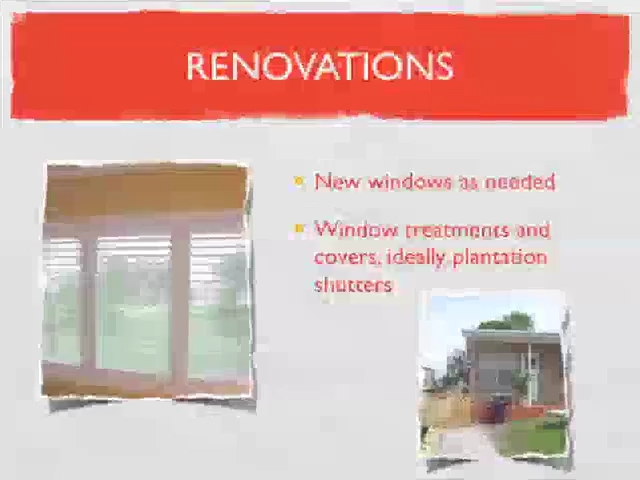 RENOVATIONS
New windows as needed
Window treatments and
covers, ideally plantation
shutters